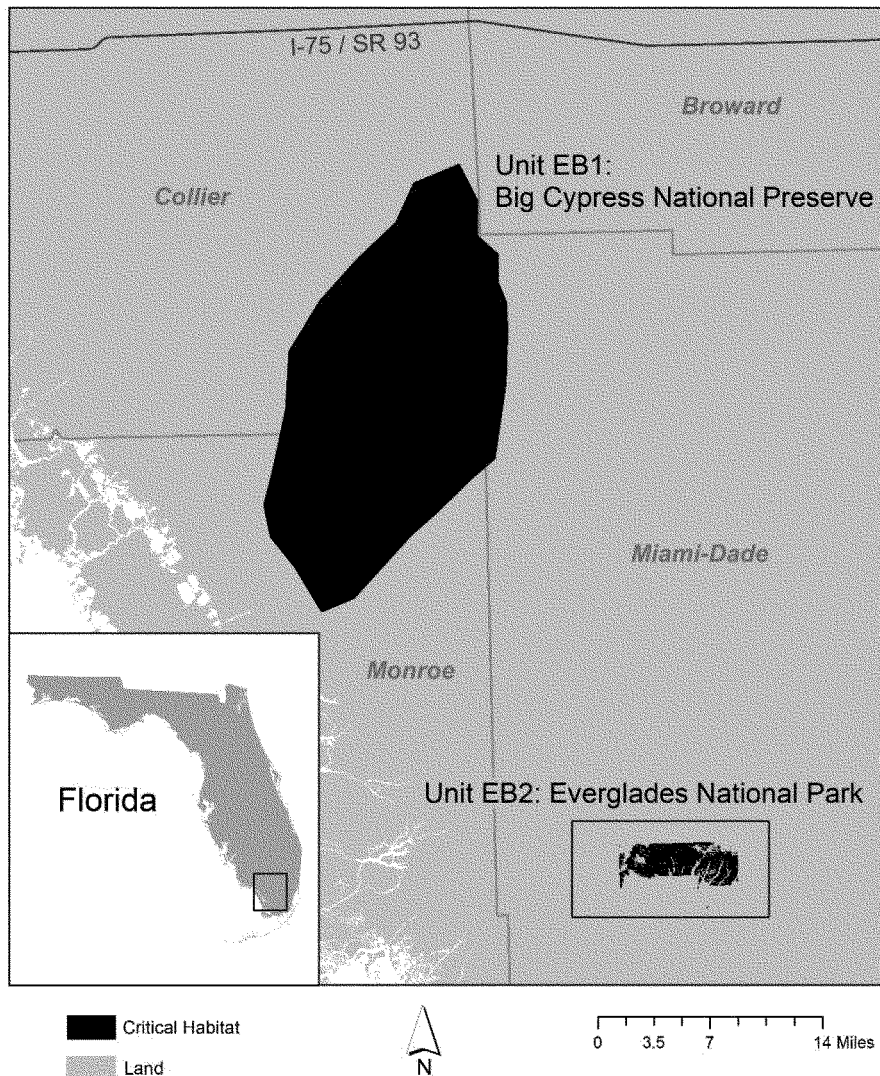 I-75 / SR 93
Broward
Unit EB1:
Big Cypress National Preserve
Collier
Miami-Dade
Monroe
Florida
Unit EB2: Everglades National Park
Critical Habitat
Land
N
0 3.5 7 14 Miles